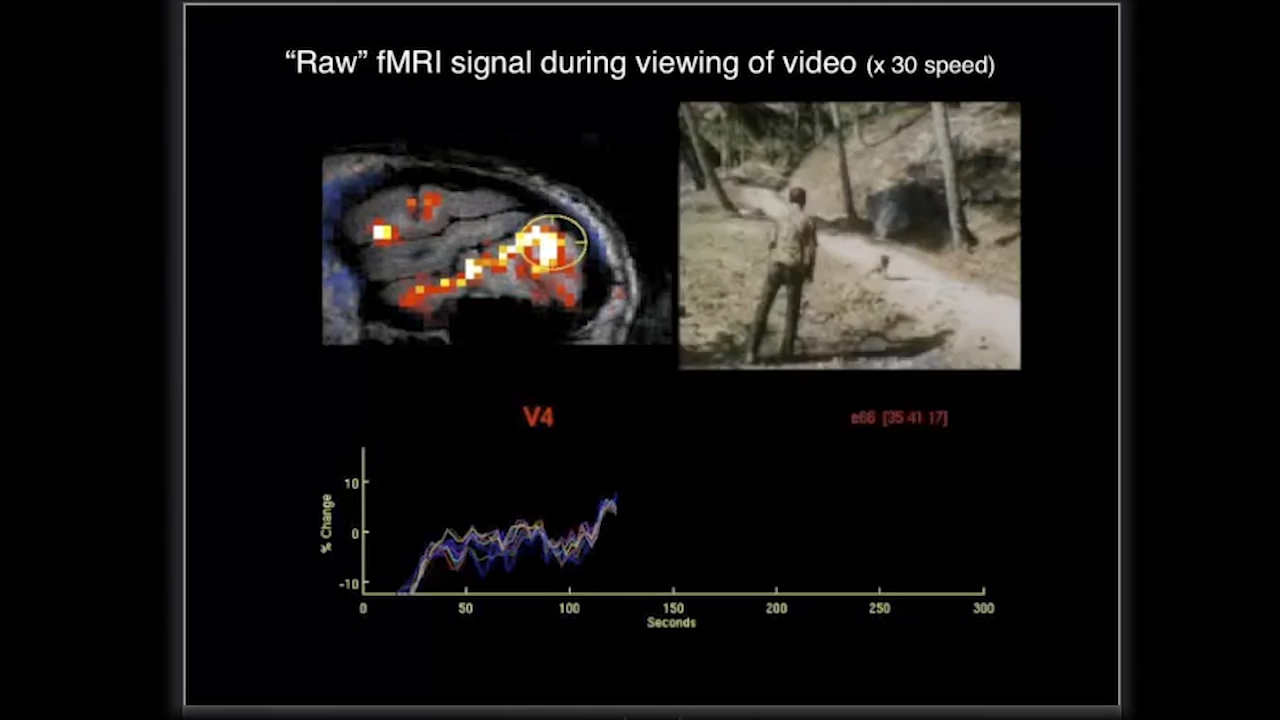 “Raw” fMRI signal during viewing of video (x 30 speed)
V4
e66 [35 41 17]
% Change
10
0
-10
0 50 100 150 200 250 300
Seconds